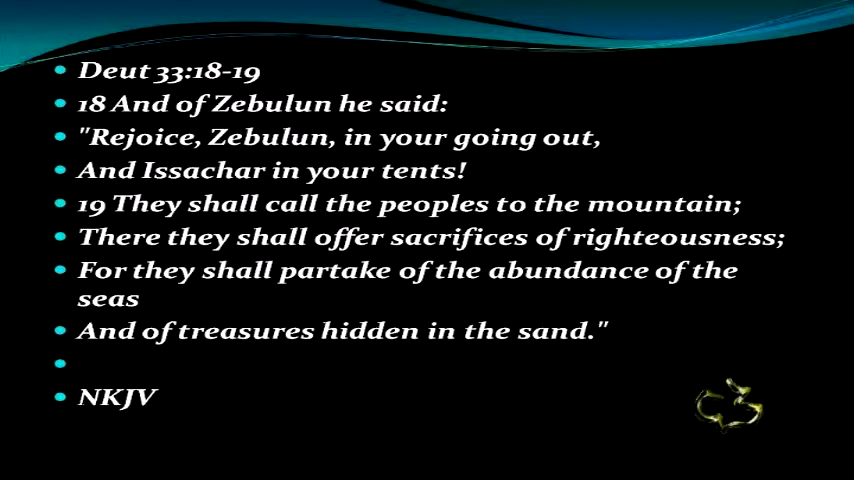 Deut 33:18-19
18 And of Zebulun he said:
"Rejoice, Zebulun, in your going out,
And Issachar in your tents!
19 They shall call the peoples to the mountain;
There they shall offer sacrifices of righteousness;
For they shall partake of the abundance of the
seas
And of treasures hidden in the sand."
NKJV